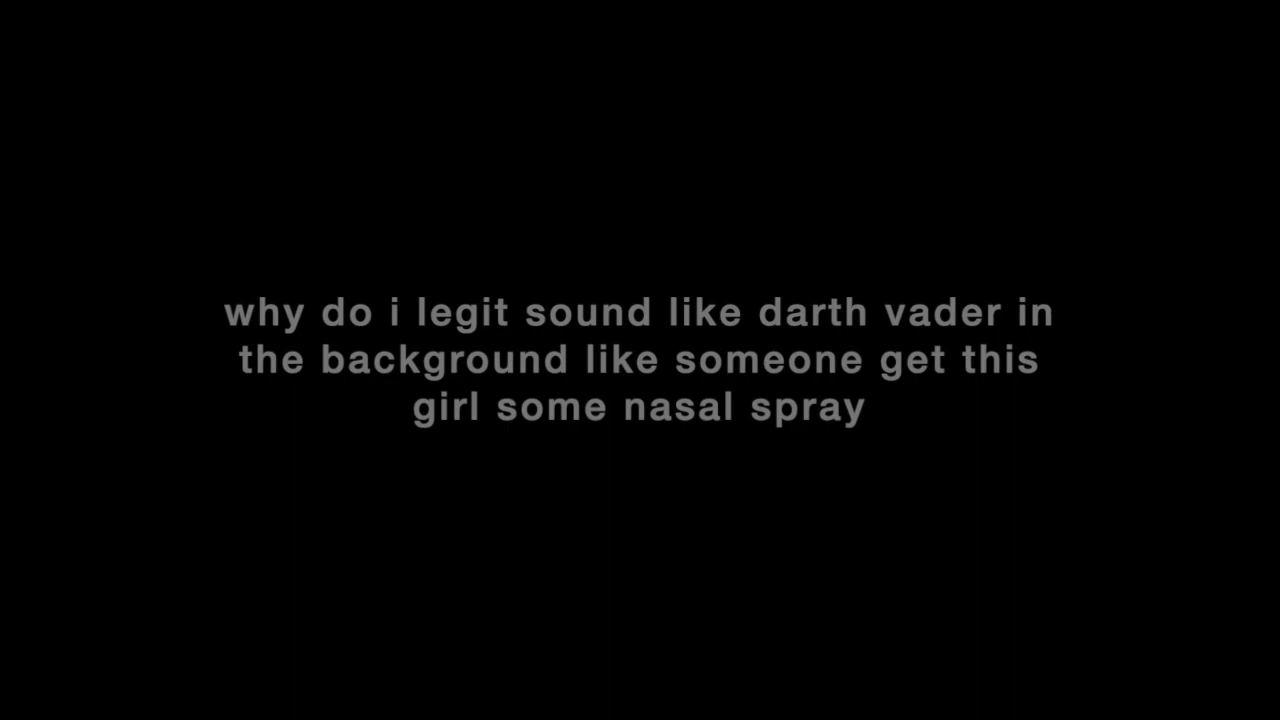 why do i legit sound like darth vader in
the background like someone get this
girl some nasal spray